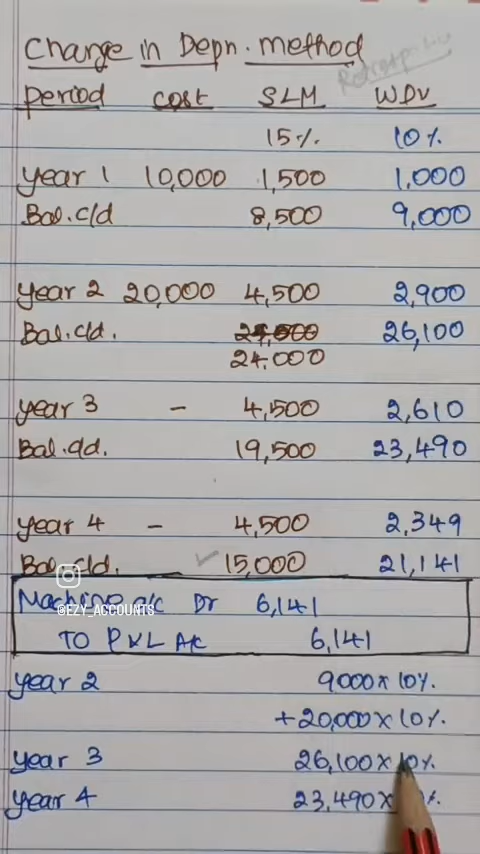 Change in Depn. method
Period cost SLM WDV
15% 10%
Year 1 10,000 1,500 1,000
Bal. c/d 8,500 9,000
Year 2 20,000 4,500 2,900
Bal. c/d. 26,100
24,000
Year 3 - 4,500 2,610
Bal. c/d. 19,500 23,490
Year 4 - 4,500 2,349
Bal. c/d. 15,000 21,141
Machine a/c Dr 6,141
@EZY_ACCOUNTS
TO P & L A/c 6,141
Year 2 9000 x 10%.
+20,000 x 10%
Year 3 26,100 x 10%.
Year 4 23,490 x